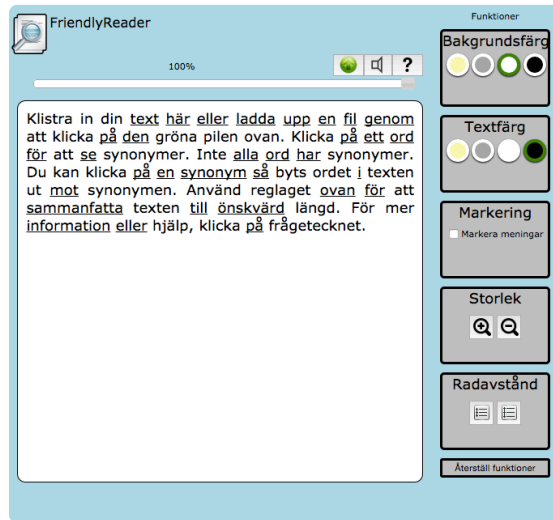 FriendlyReader
100%
?
Klistra in din text här eller ladda upp en fil genom
att klicka på den gröna pilen ovan. Klicka på ett ord
för att se synonymer. Inte alla ord har synonymer.
Du kan klicka på en synonym så byts ordet i texten
ut mot synonymen. Använd reglaget ovan för att
sammanfatta texten till önskvärd längd. För mer
information eller hjälp, klicka på frågetecknet.
Funktioner
Bakgrundsfärg
Textfärg
Markering
Markera meningar
Storlek
Radavstånd
Återställ funktioner